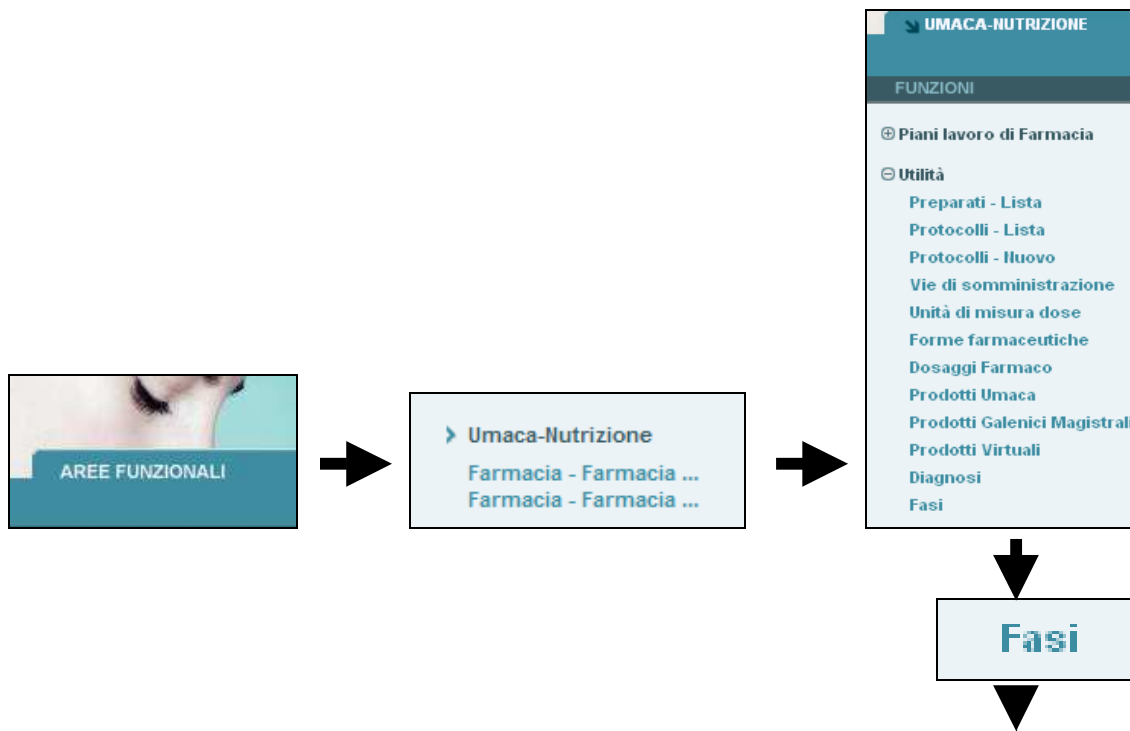 AREE FUNZIONALI
Umaca-Nutrizione
Farmacia - Farmacia ...
Farmacia - Farmacia ...
UMACA-NUTRIZIONE
FUNZIONI
Piani lavoro di Farmacia
Utilità
Preparati - Lista
Protocolli - Lista
Protocolli - Nuovo
Vie di somministrazione
Unità di misura dose
Forme farmaceutiche
Dosaggi Farmaco
Prodotti Umaca
Prodotti Galenici Magistrali
Prodotti Virtuali
Diagnosi
Fasi
Fasi